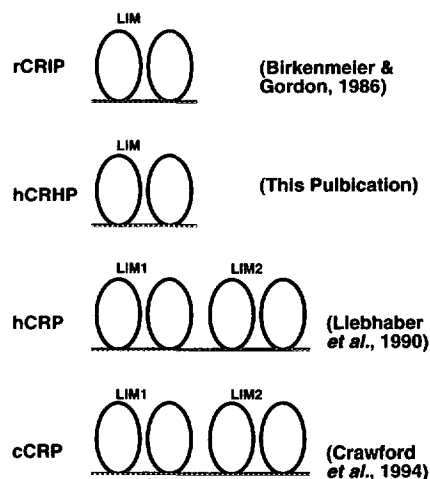 LIM
rCRIP
(Birkenmeier &
Gordon, 1986)
LIM
hCRHP
(This Pulbication)
LIM1 LIM2
hCRP
(Liebhaber
et al., 1990)
LIM1 LIM2
cCRP
(Crawford
et al., 1994)